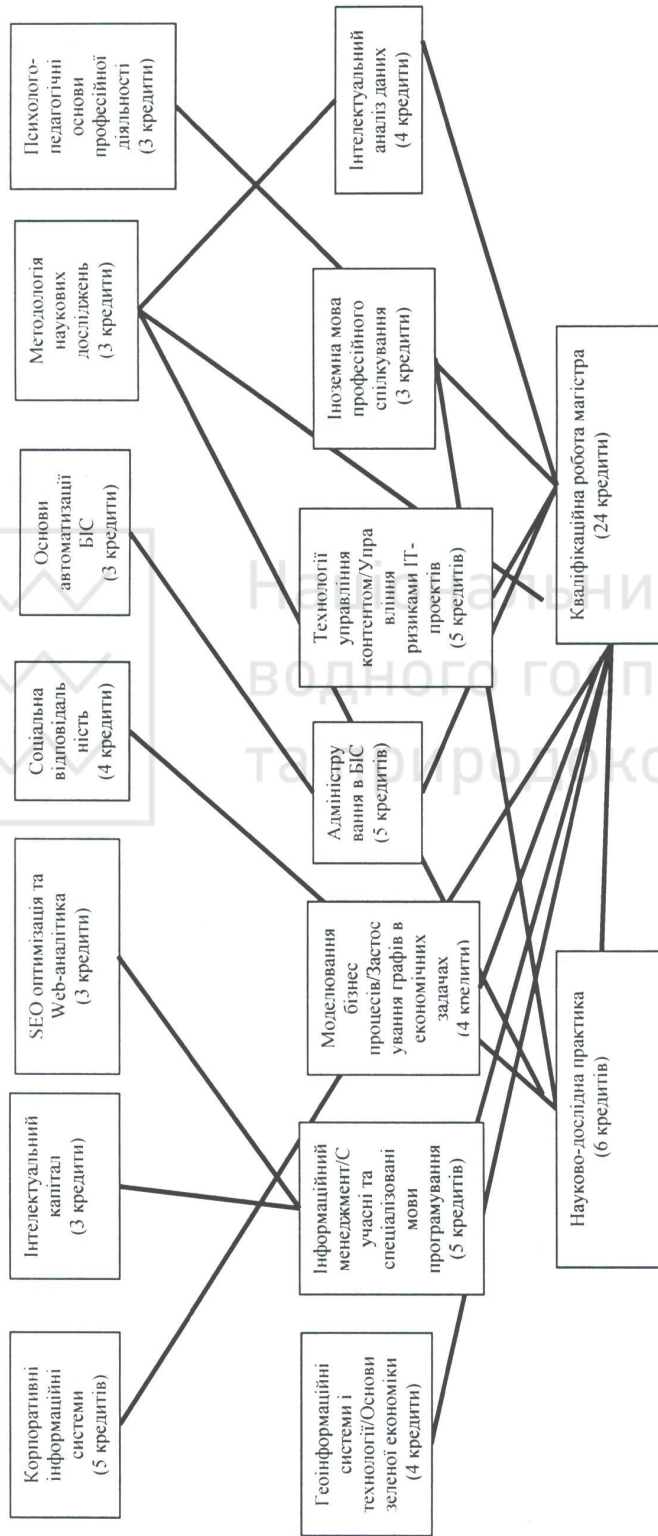 Корпоративні
інформаційні
системи
(5 кредитів)
Інтелектуальний
капітал
(3 кредити)
SEO оптимізація та
Web-аналітика
(3 кредити)
Соціальна
відповідаль
ність
(4 кредити)
Основи
автоматизації
БІС
(3 кредити)
Методологія
наукових
досліджень
(3 кредити)
Психолого-
педагогічні
основи
професійної
діяльності
(3 кредити)
Геоінформаційні
системи і
технології/Основи
зеленої економіки
(4 кредити)
Інформаційний
менеджмент/С
учасні та
спеціалізовані
мови
програмування
(5 кредитів)
Моделювання
бізнес
процесів/Застос
ування графів в
економічних
задачах
(4 кредити)
Адміністру
вання в БІС
(5 кредитів)
Технології
управління
контентом/Упра
вління
ризиками ІТ-
проектів
(5 кредитів)
Іноземна мова
професійного
спілкування
(3 кредити)
Інтелектуальний
аналіз даних
(4 кредити)
Науково-дослідна практика
(6 кредитів)
Кваліфікаційна робота магістра
(24 кредити)